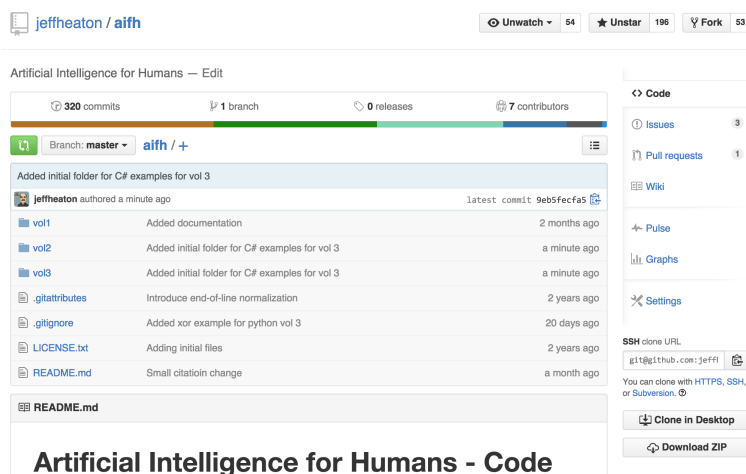 jeffheaton / aifh
Unwatch 54 Unstar 196 Fork 53
Artificial Intelligence for Humans — Edit
320 commits 1 branch 0 releases 7 contributors
Branch: master aifh / +
Added initial folder for C# examples for vol 3
jeffheaton authored a minute ago latest commit 9eb5fecfa5
vol1 Added documentation 2 months ago
vol2 Added initial folder for C# examples for vol 3 a minute ago
vol3 Added initial folder for C# examples for vol 3 a minute ago
.gitattributes Introduce end-of-line normalization 2 years ago
.gitignore Added xor example for python vol 3 20 days ago
LICENSE.txt Adding initial files 2 years ago
README.md Small citatioin change a month ago
README.md
Artificial Intelligence for Humans - Code
Code
Issues 3
Pull requests 1
Wiki
Pulse
Graphs
Settings
SSH clone URL
git@github.com:jeffl
You can clone with HTTPS, SSH,
or Subversion.
Clone in Desktop
Download ZIP